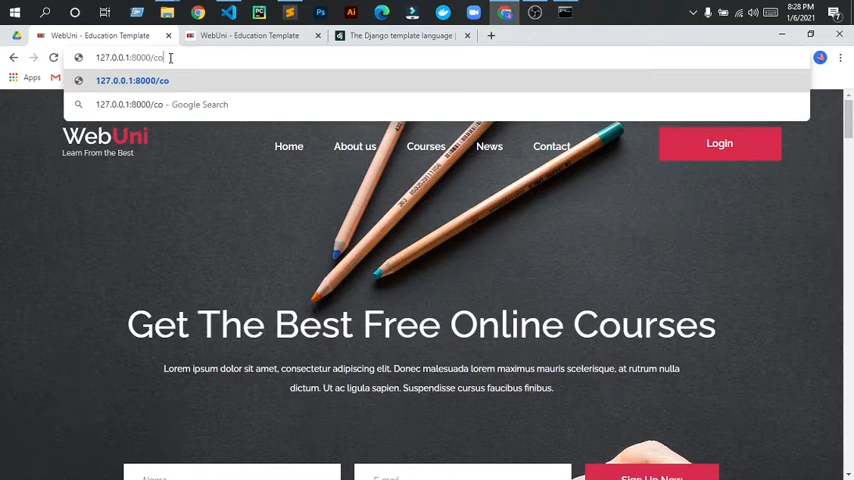 8:28 PM
1/6/2021
WebUni - Education Template
WebUni - Education Template
The Django template language |
127.0.0.1:8000/co
Apps
127.0.0.1:8000/co
127.0.0.1:8000/co - Google Search
WebUni
Learn From the Best
Home About us Courses News Contact Login
Get The Best Free Online Courses
Lorem ipsum dolor sit amet, consectetur adipiscing elit. Donec malesuada lorem maximus mauris scelerisque, at rutrum nulla
dictum. Ut ac ligula sapien. Suspendisse cursus faucibus finibus.
Name E-mail Sign Up Now